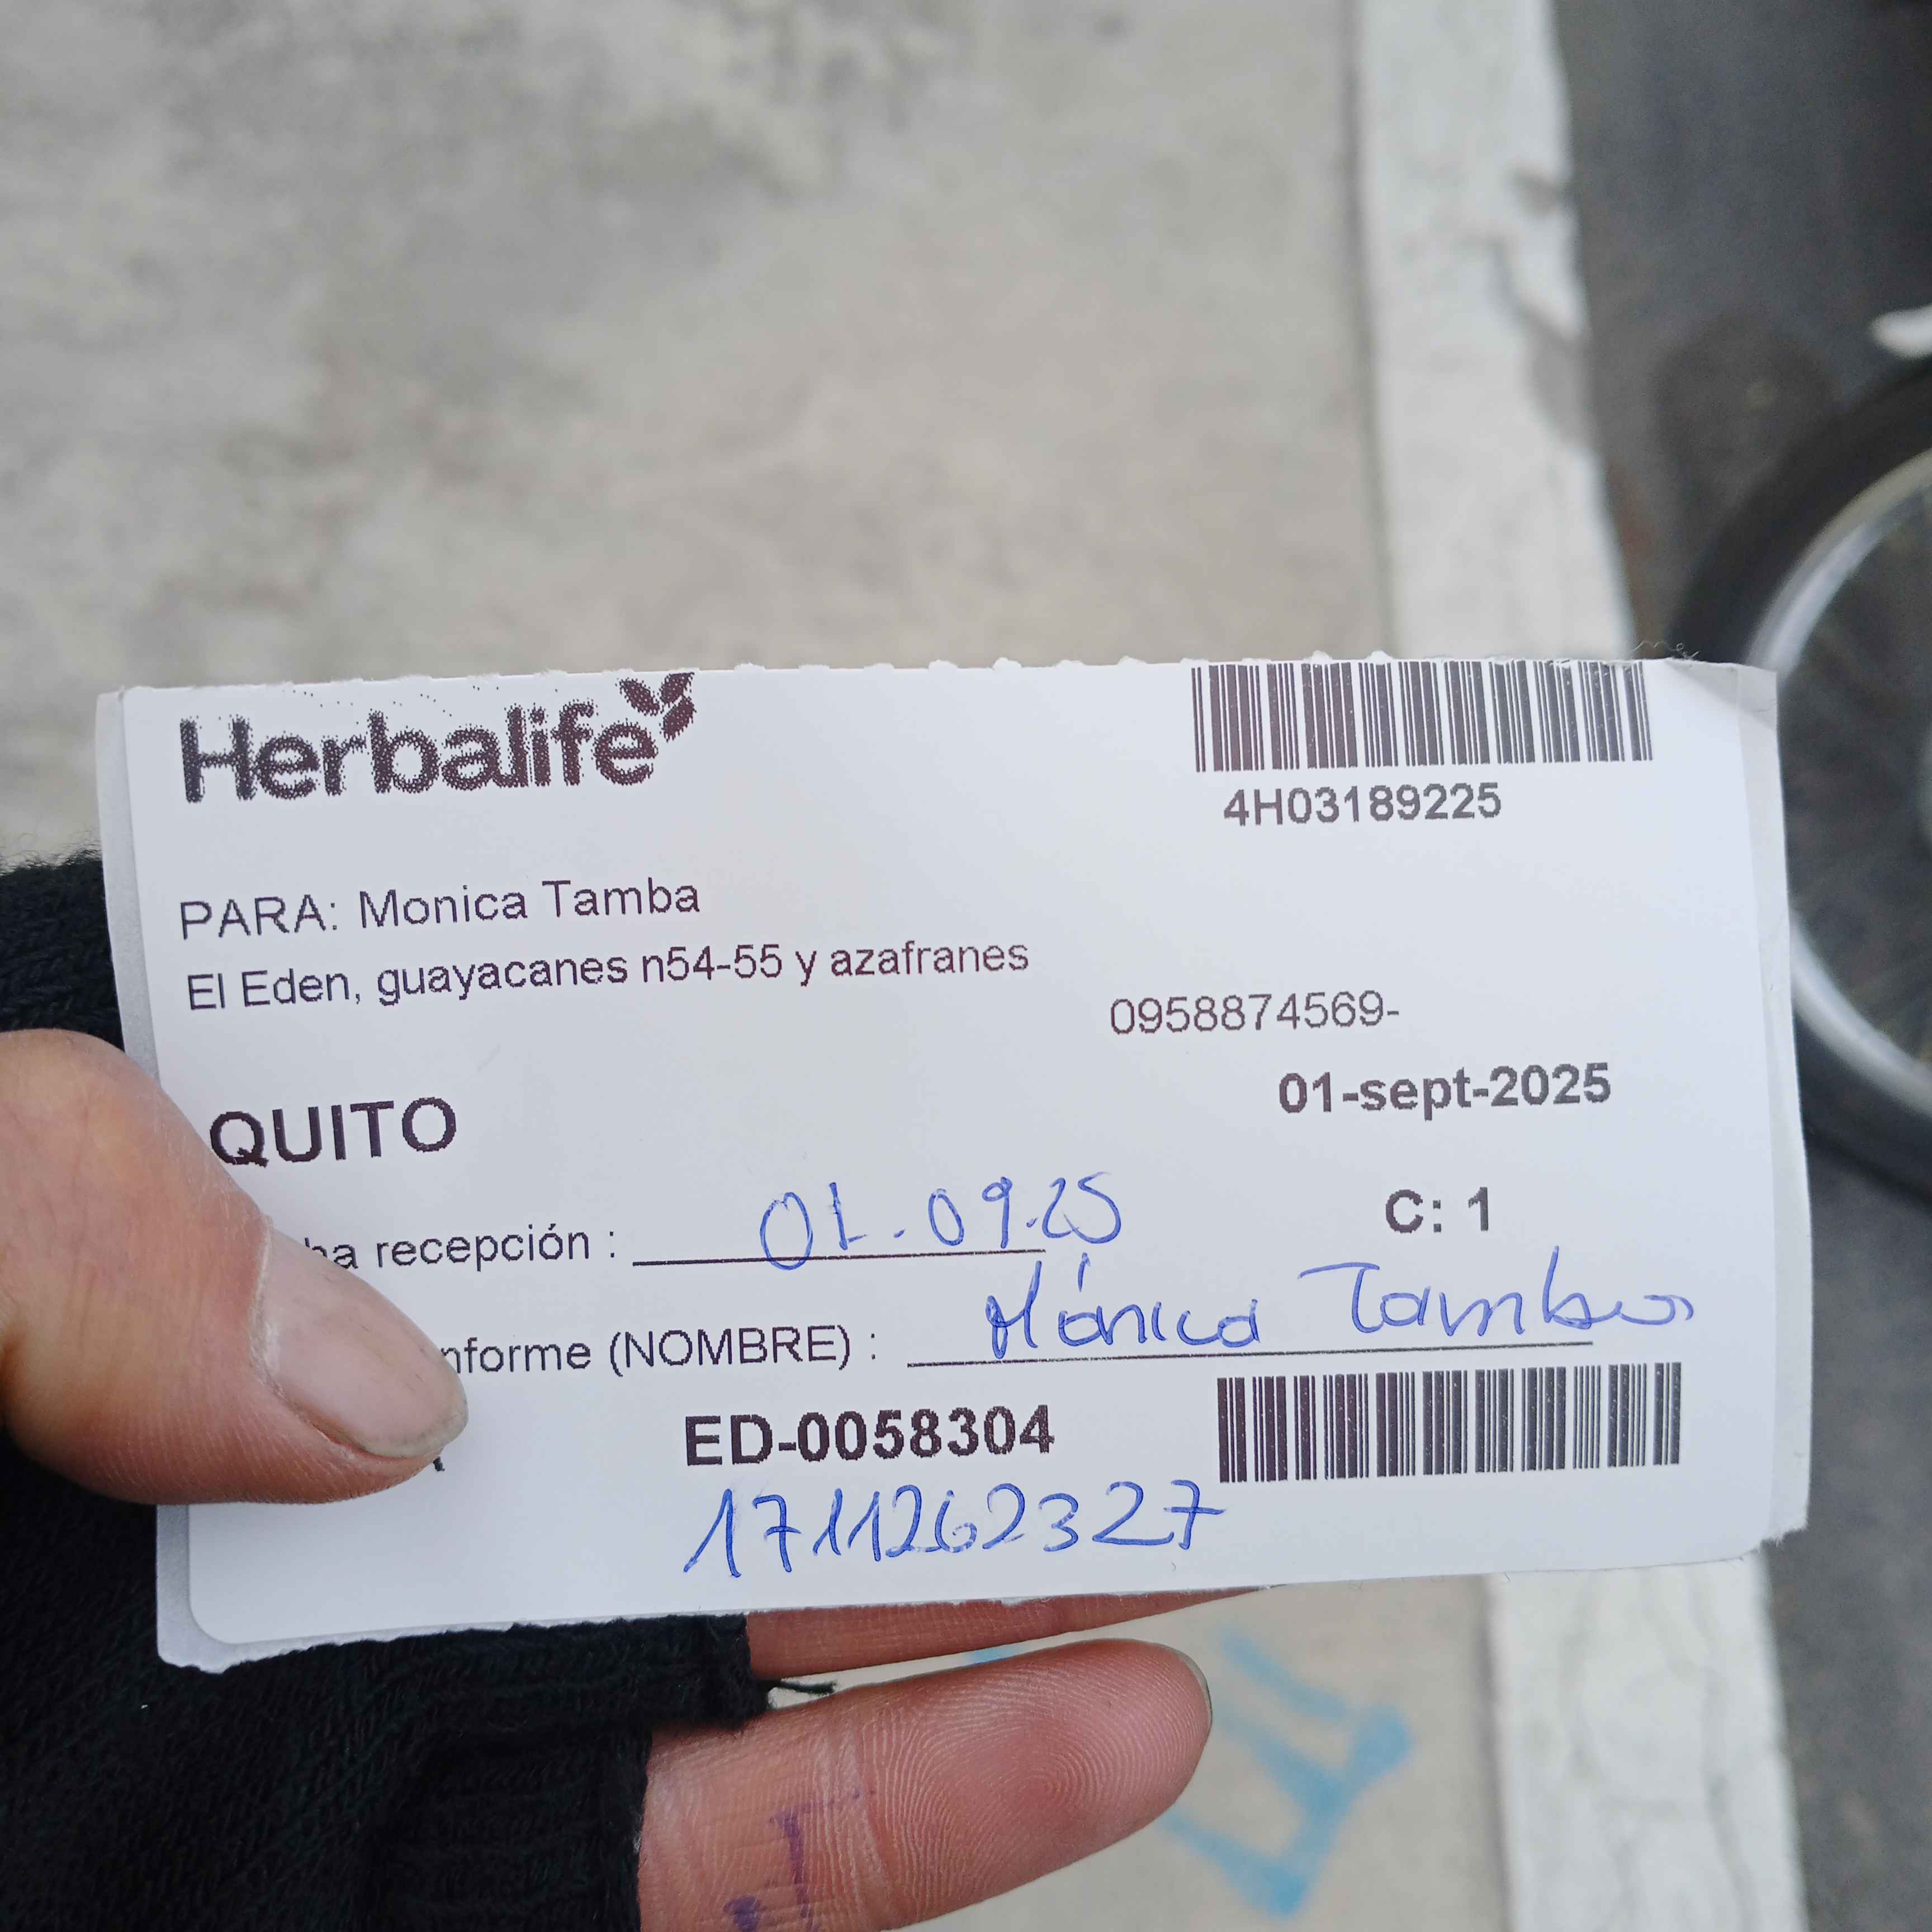 Herbalife
4H03189225
PARA: Monica Tamba
El Eden, guayacanes n54-55 y azafranes
0958874569-
01-sept-2025
QUITO
C: 1
ha recepción : 01.09.25
nforme (NOMBRE) : Mónica Tamba
ED-0058304
1711262327